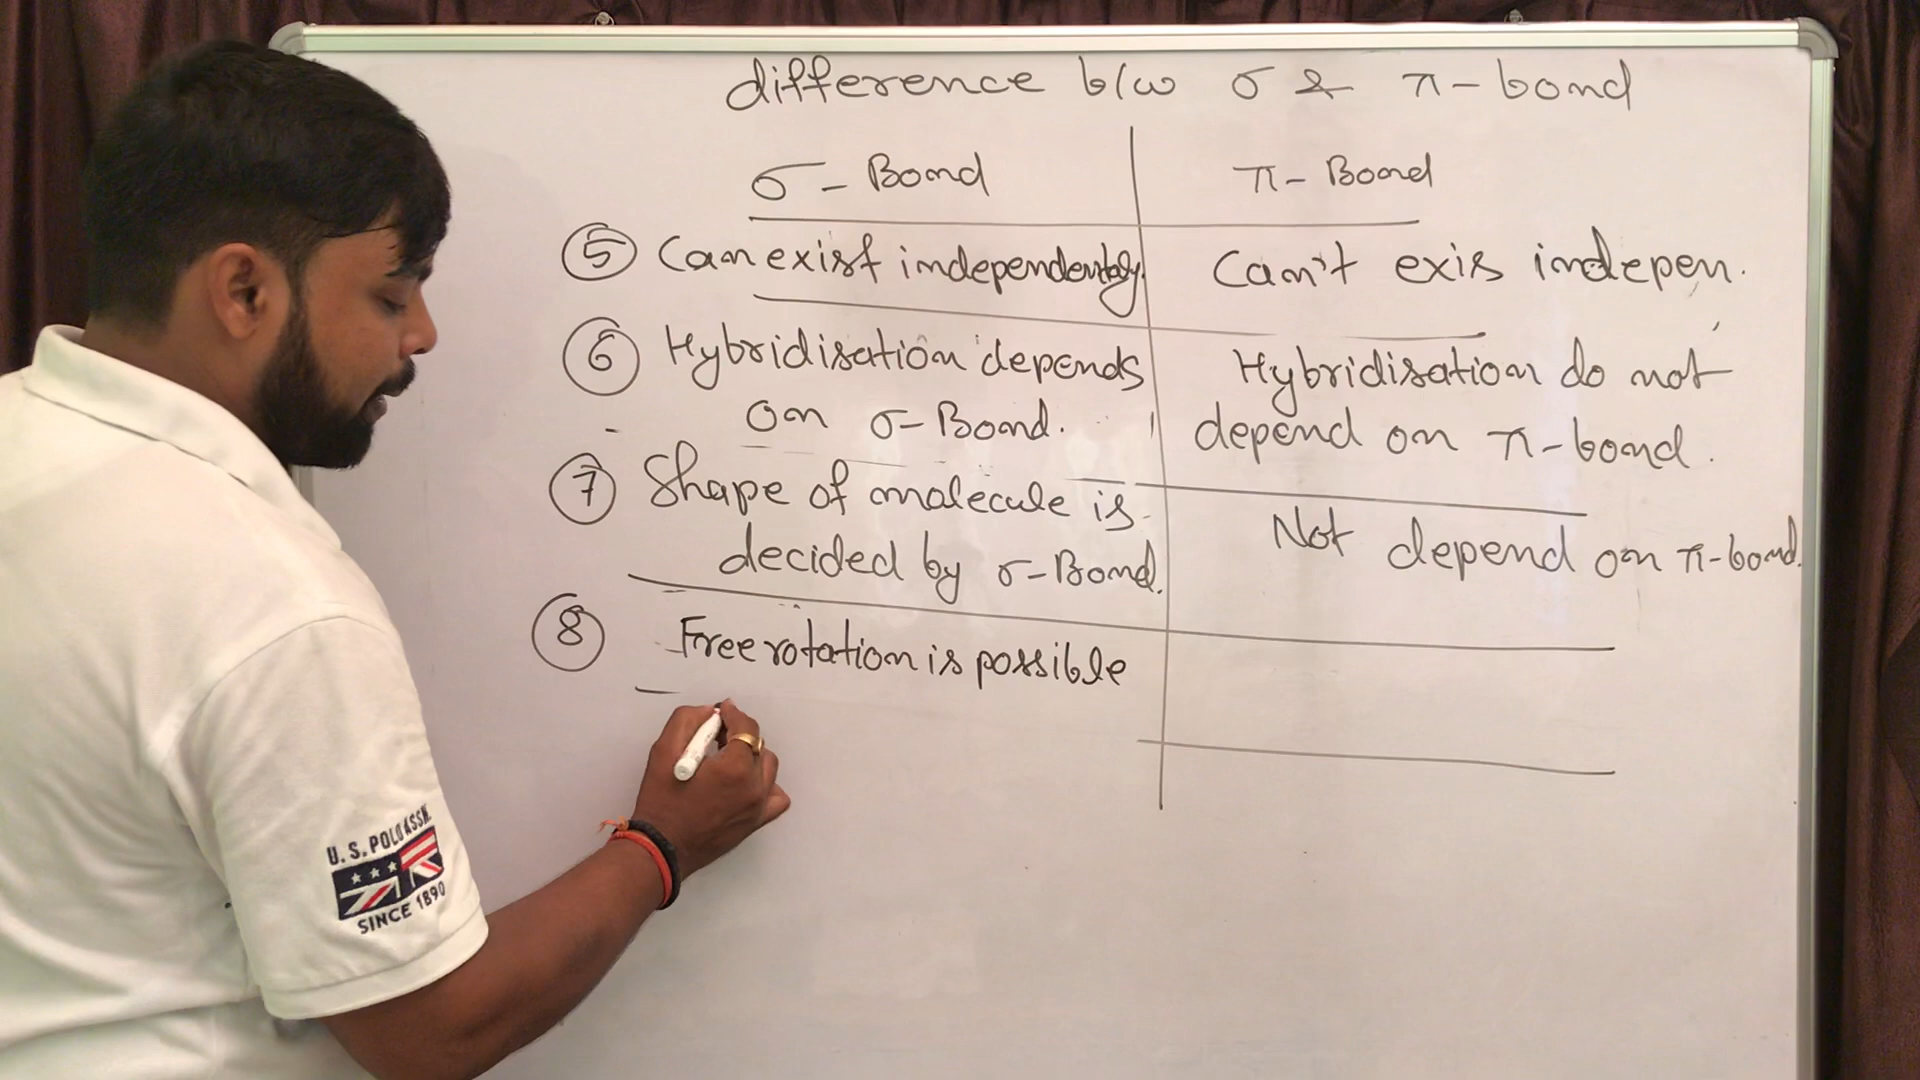 difference b/w σ & π-bond
σ-Bond
π-Bond
⑤ Can exist independentaly.
Can't exis indepen.
⑥ Hybridisation depends
on σ-Bond.
Hybridisation do not
depend on π-bond.
⑦ Shape of molecule is
decided by σ-Bond.
Not depend on π-bond.
⑧ Free rotation is possible
U.S. POLO ASSN.
SINCE 1890